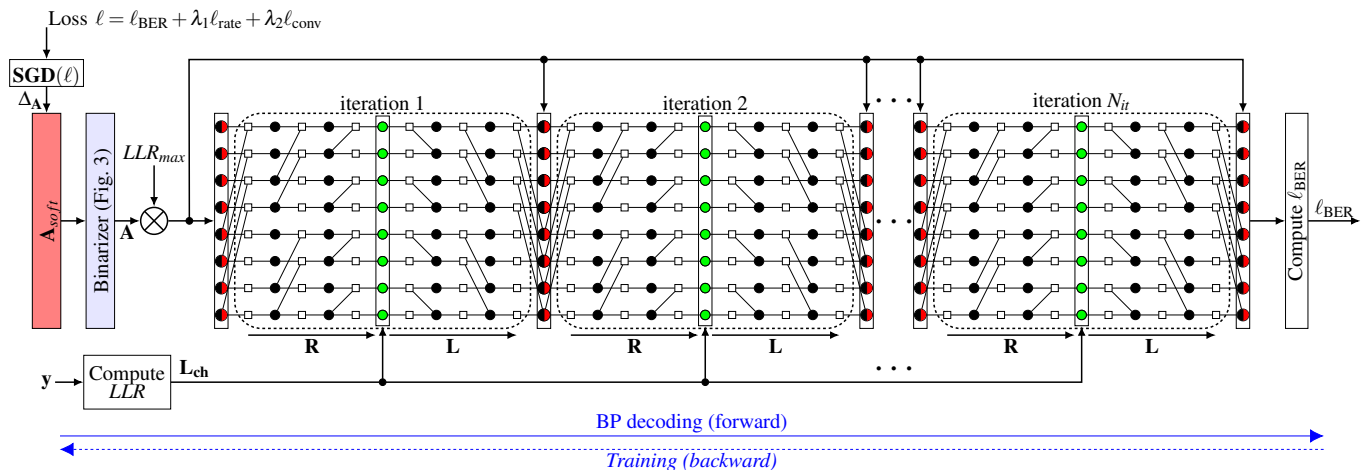 Loss ℓ = ℓ_BER + λ₁ℓ_rate + λ₂ℓ_conv
SGD(ℓ)
Δ_A
A_soft
Binarizer (Fig. 3)
A
LLR_max
iteration 1
iteration 2
iteration N_it
. . .
. . .
R
L
R
L
R
L
Compute ℓ_BER
ℓ_BER
y
Compute
LLR
L_ch
. . .
BP decoding (forward)
Training (backward)